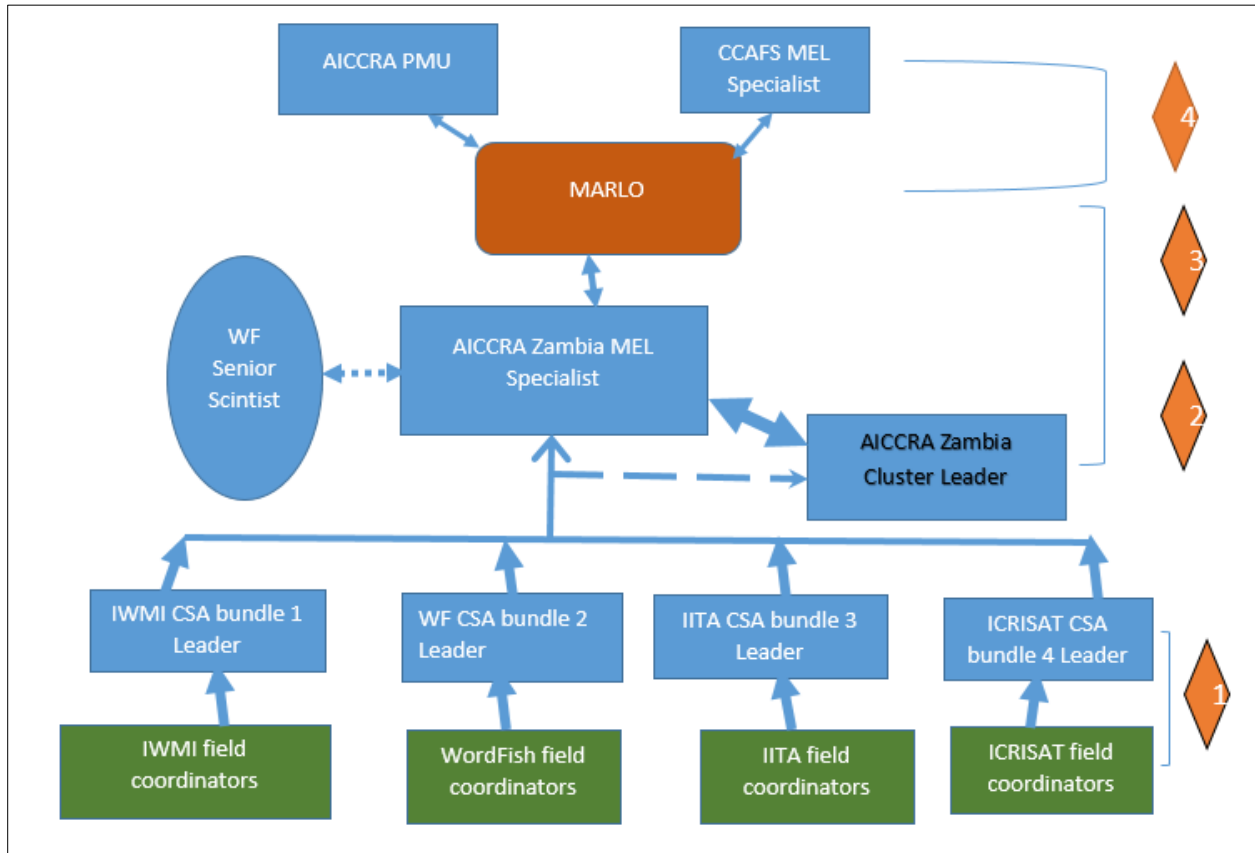 AICCRA PMU
CCAFS MEL
Specialist
4
MARLO
3
WF
Senior
Scintist
AICCRA Zambia MEL
Specialist
2
AICCRA Zambia
Cluster Leader
IWMI CSA bundle 1
Leader
WF CSA bundle 2
Leader
IITA CSA bundle 3
Leader
ICRISAT CSA
bundle 4 Leader
1
IWMI field
coordinators
WordFish field
coordinators
IITA field
coordinators
ICRISAT field
coordinators